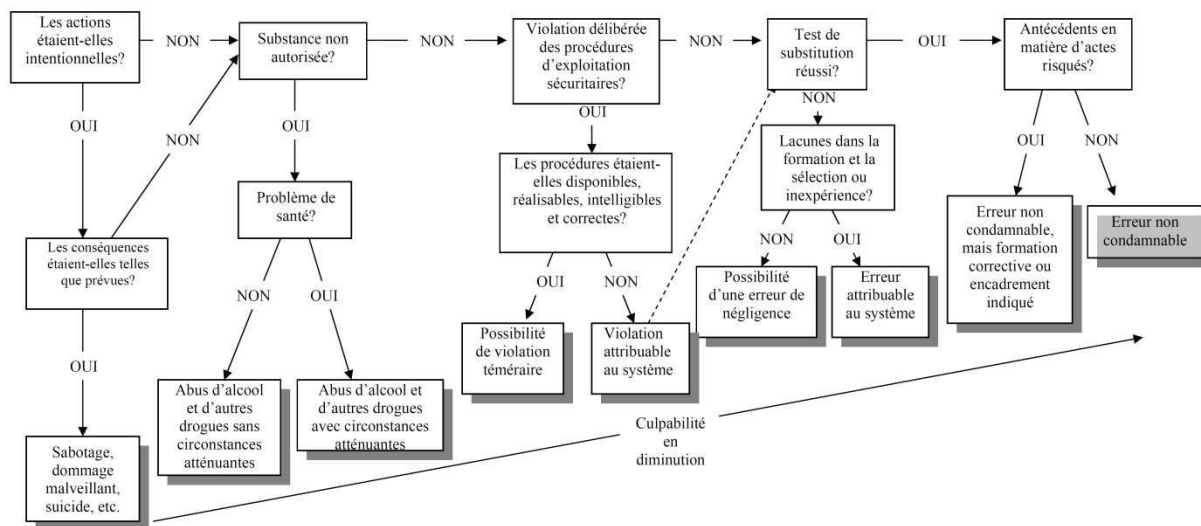 Les actions
étaient-elles
intentionnelles?
NON
Substance non
autorisée?
NON
Violation délibérée
des procédures
d'exploitation
sécuritaires?
NON
Test de
substitution
réussi?
OUI
Antécédents en
matière d'actes
risqués?
OUI
NON
OUI
OUI
NON
OUI
NON
Les procédures étaient-
elles disponibles,
réalisables, intelligibles
et correctes?
Lacunes dans la
formation et la
sélection ou
inexpérience?
Problème de
santé?
Les conséquences
étaient-elles telles
que prévues?
NON
OUI
OUI
NON
NON
OUI
Erreur non
condamnable,
mais formation
corrective ou
encadrement
indiqué
Erreur non
condamnable
Possibilité
d'une erreur de
négligence
Erreur
attribuable
au système
Possibilité
de violation
téméraire
Violation
attribuable
au système
OUI
Abus d'alcool
et d'autres
drogues sans
circonstances
atténuantes
Abus d'alcool et
d'autres drogues
avec circonstances
atténuantes
Culpabilité
en
diminution
Sabotage,
dommage
malveillant,
suicide, etc.